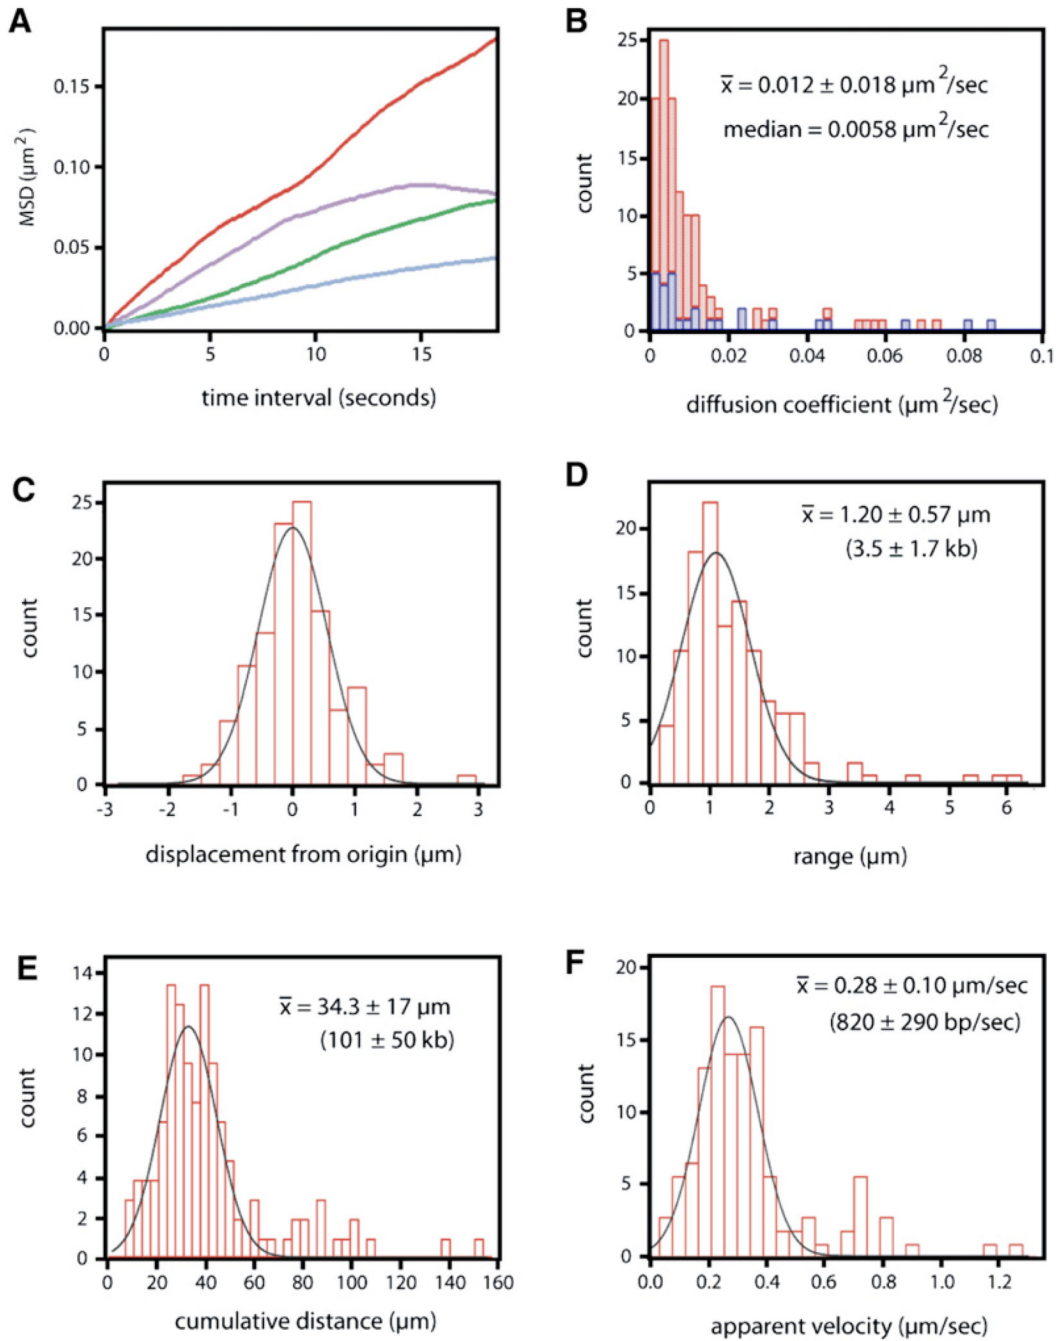 A
0.15
0.10
0.05
0.00
MSD (µm²)
0 5 10 15
time interval (seconds)
B
25
20
15
10
5
0
count
x̄ = 0.012 ± 0.018 µm²/sec
median = 0.0058 µm²/sec
0 0.02 0.04 0.06 0.08 0.1
diffusion coefficient (µm²/sec)
C
25
20
15
10
5
0
count
-3 -2 -1 0 1 2 3
displacement from origin (µm)
D
20
15
10
5
0
count
x̄ = 1.20 ± 0.57 µm
(3.5 ± 1.7 kb)
0 1 2 3 4 5 6
range (µm)
E
14
12
10
8
6
4
2
0
count
x̄ = 34.3 ± 17 µm
(101 ± 50 kb)
0 20 40 60 80 100 120 140 160
cumulative distance (µm)
F
20
15
10
5
0
count
x̄ = 0.28 ± 0.10 µm/sec
(820 ± 290 bp/sec)
0.0 0.2 0.4 0.6 0.8 1.0 1.2
apparent velocity (µm/sec)